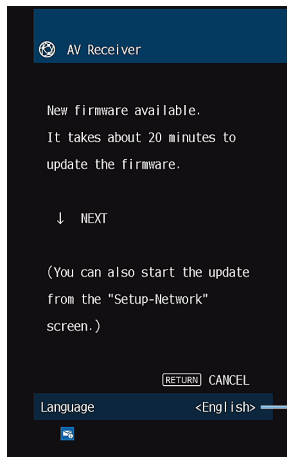 AV Receiver
New firmware available.
It takes about 20 minutes to
update the firmware.
↓ NEXT
(You can also start the update
from the "Setup-Network"
screen.)
RETURN CANCEL
Language <English>